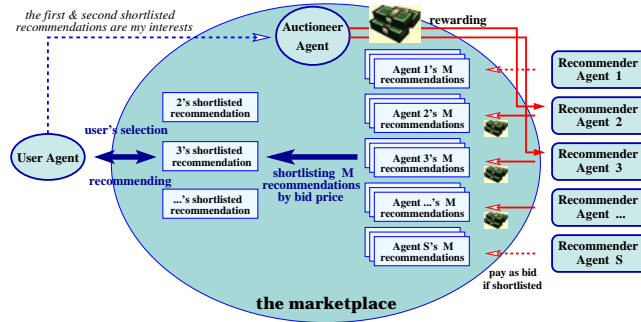 the first & second shortlisted
recommendations are my interests
Auctioneer
Agent
rewarding
Agent 1's M
recommendations
Recommender
Agent 1
2's shortlisted
recommendation
Agent 2's M
recommendations
Recommender
Agent 2
user's selection
User Agent
3's shortlisted
recommendation
shortlisting M
recommendations
by bid price
Agent 3's M
recommendations
Recommender
Agent 3
recommending
...'s shortlisted
recommendation
Agent ...'s M
recommendations
Recommender
Agent ...
Agent S's M
recommendations
Recommender
Agent S
pay as bid
if shortlisted
the marketplace